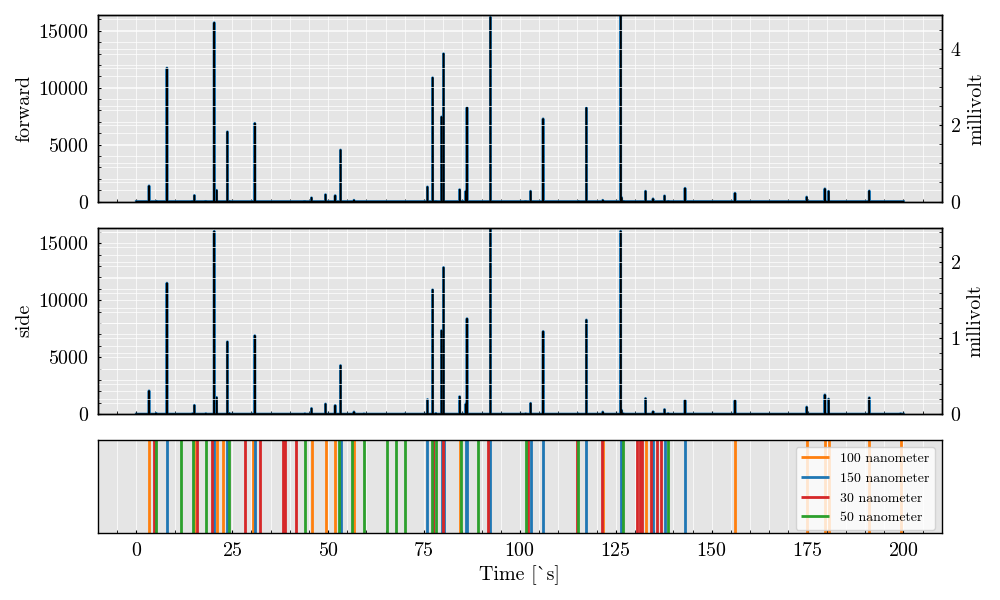 15000
10000
5000
0
forward
4
2
0
millivolt
15000
10000
5000
0
side
2
1
0
millivolt
100 nanometer
150 nanometer
30 nanometer
50 nanometer
0 25 50 75 100 125 150 175 200
Time [`s]